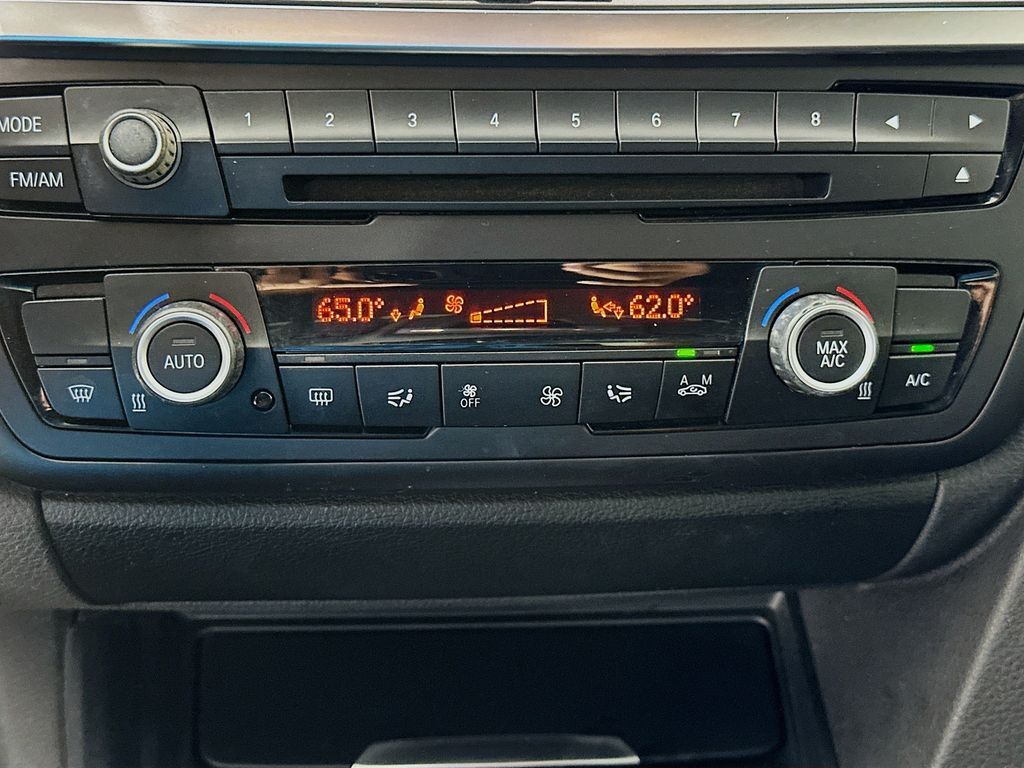 MODE
1 2 3 4 5 6 7 8
FM/AM
65.0° 62.0°
AUTO
MAX
A/C
A/C
OFF
A M